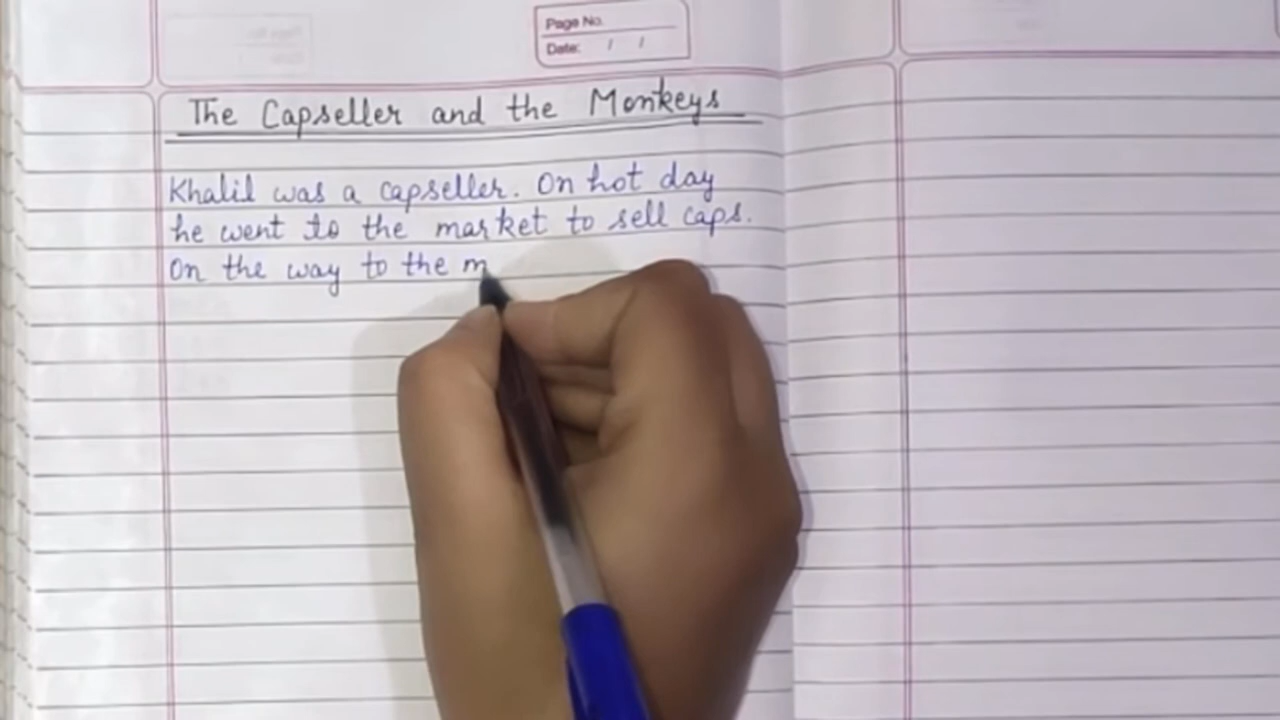 Page No.
Date: / /
The Capseller and the Monkeys
Khalil was a capseller. On hot day
he went to the market to sell caps.
On the way to the m